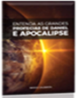 ENTENDA AS GRANDES
PROFECIAS DE DANIEL
E APOCALIPSE